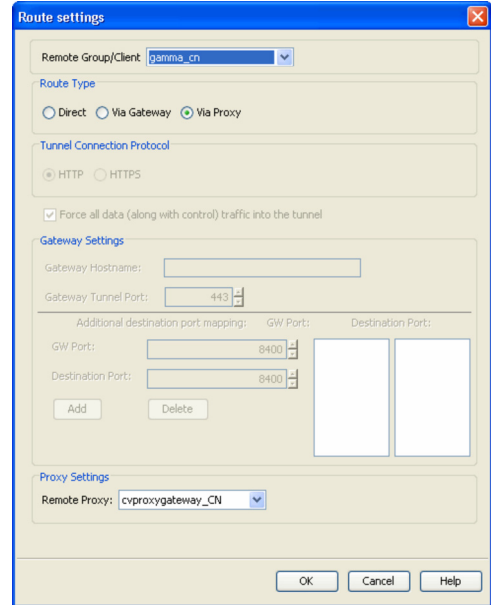 Route settings
Remote Group/Client gamma_cn
Route Type
Direct Via Gateway Via Proxy
Tunnel Connection Protocol
HTTP HTTPS
Force all data (along with control) traffic into the tunnel
Gateway Settings
Gateway Hostname:
Gateway Tunnel Port: 443
Additional destination port mapping: GW Port: Destination Port:
GW Port: 8400
Destination Port: 8400
Add Delete
Proxy Settings
Remote Proxy: cvproxygateway_CN
OK Cancel Help